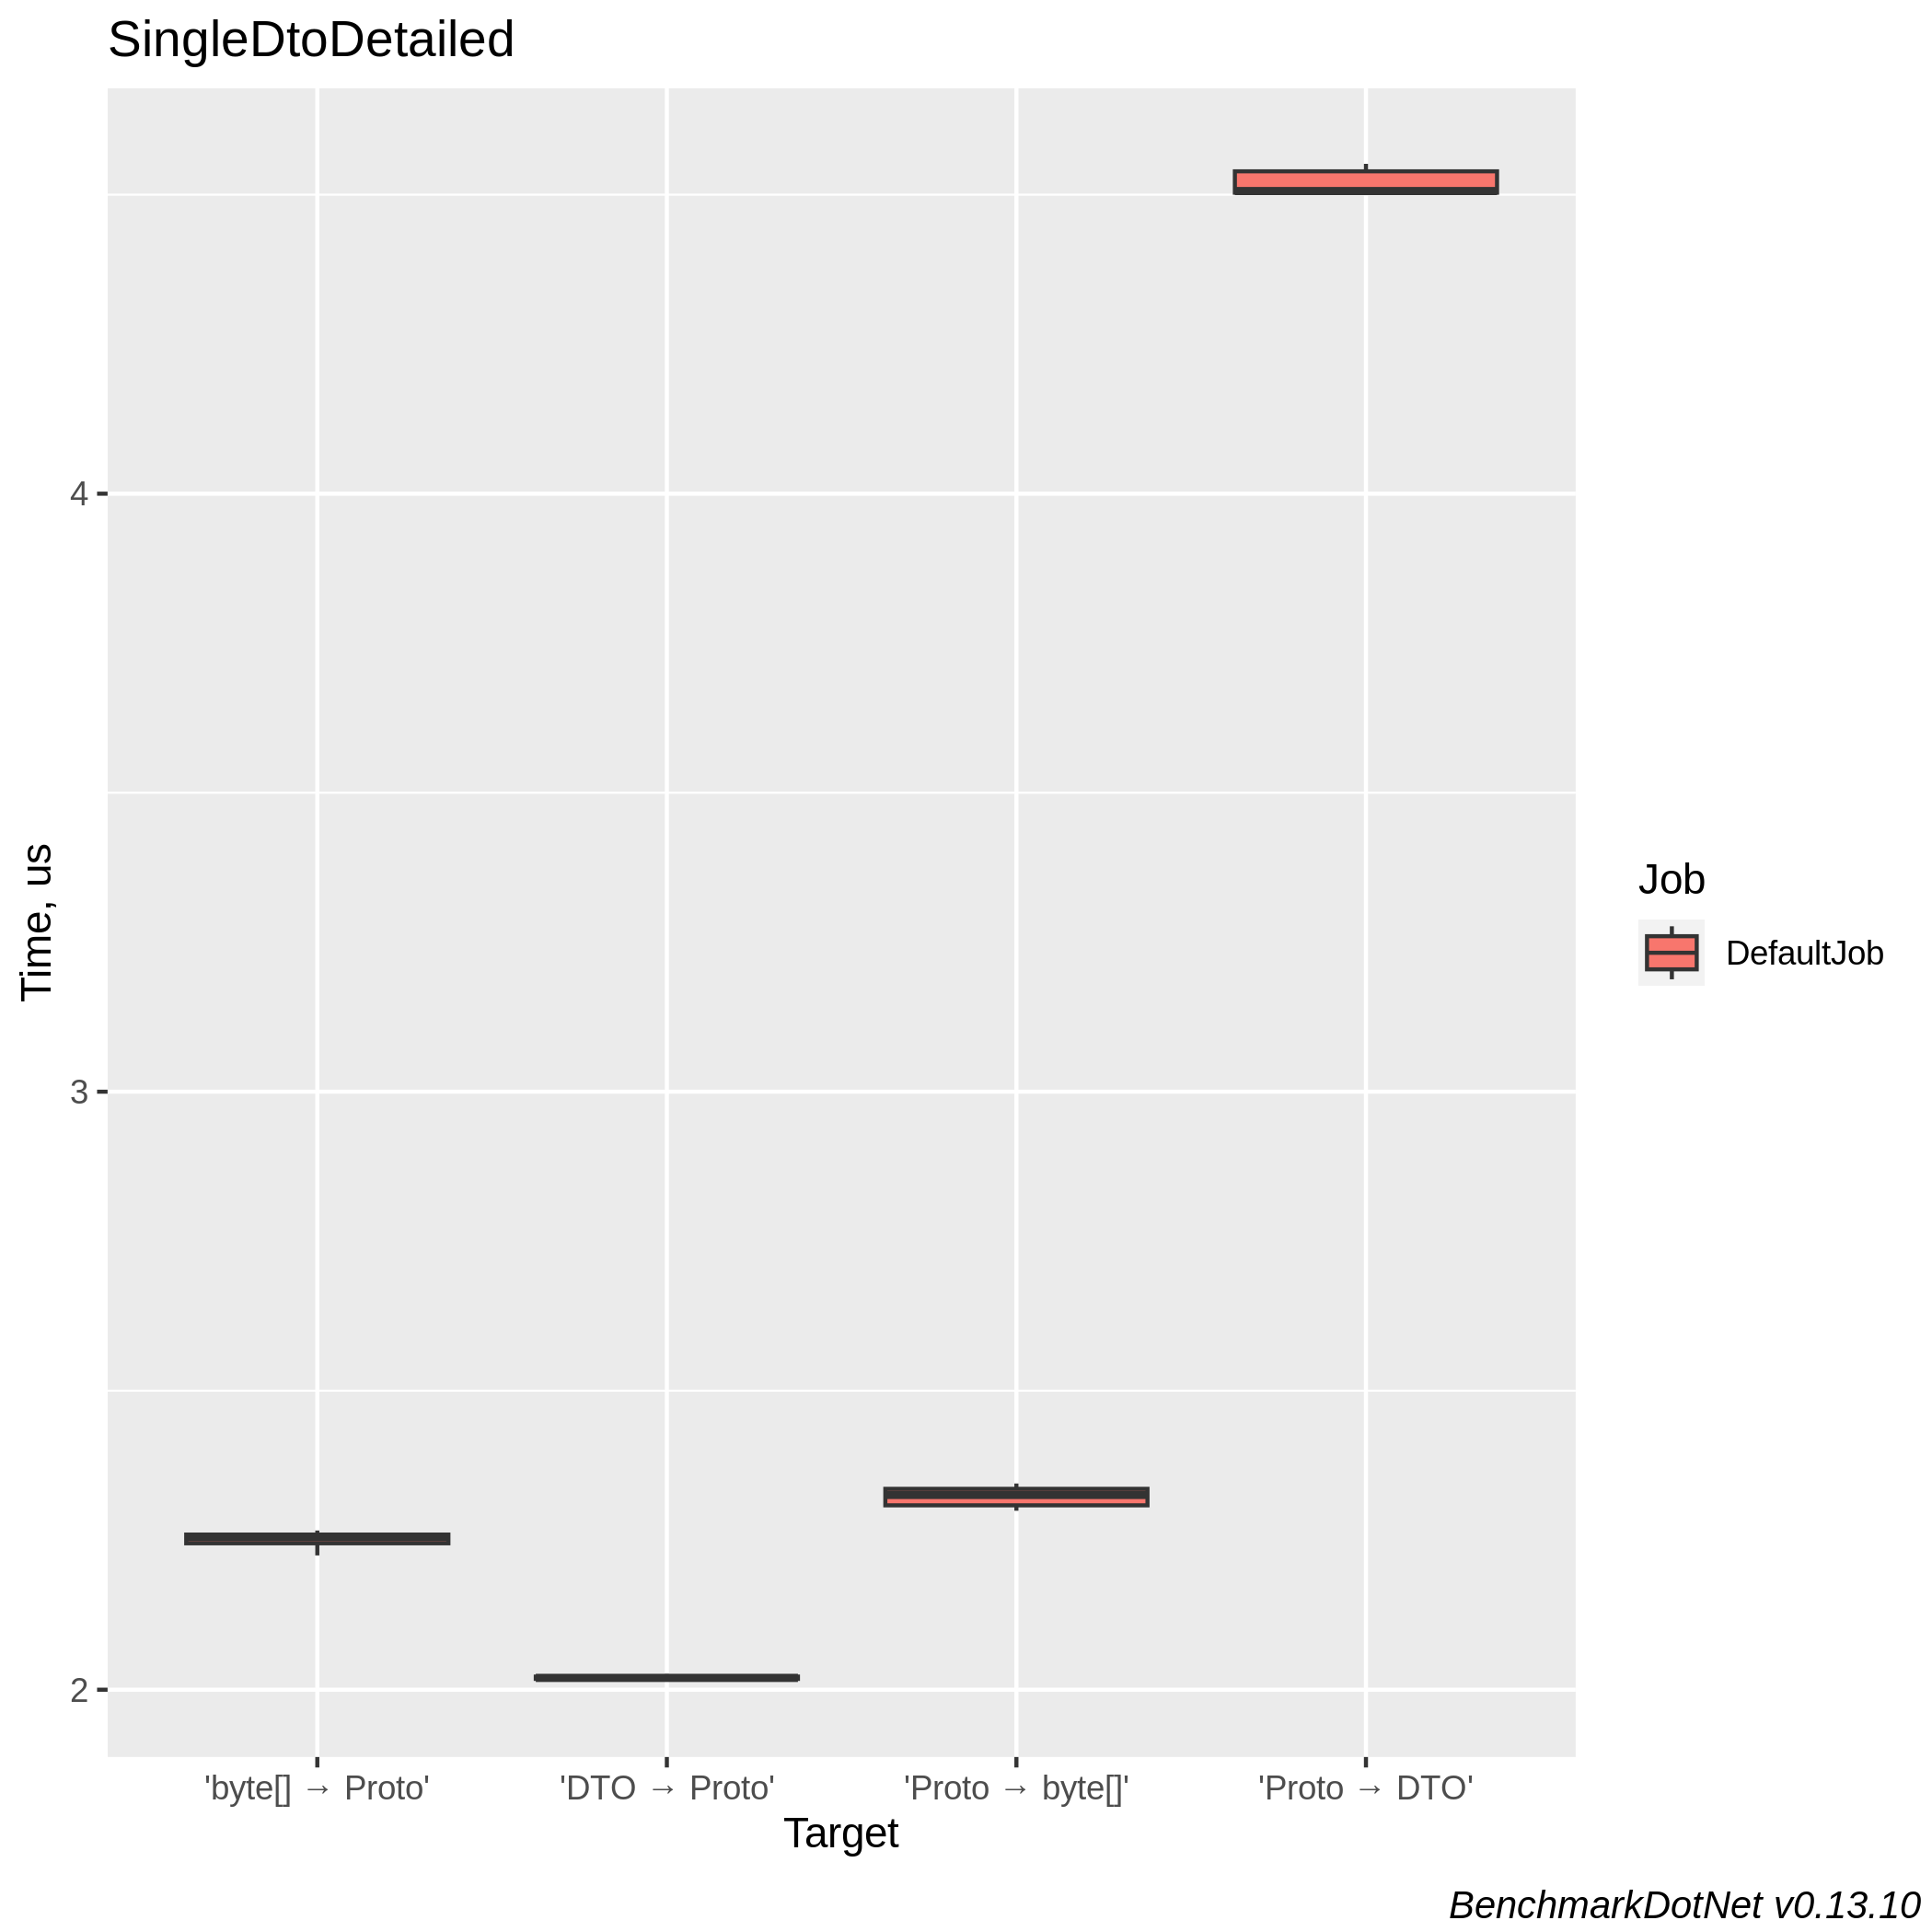 SingleDtoDetailed
Time, us
4
3
2
'byte[] → Proto'
'DTO → Proto'
'Proto → byte[]'
'Proto → DTO'
Target
Job
DefaultJob
BenchmarkDotNet v0.13.10